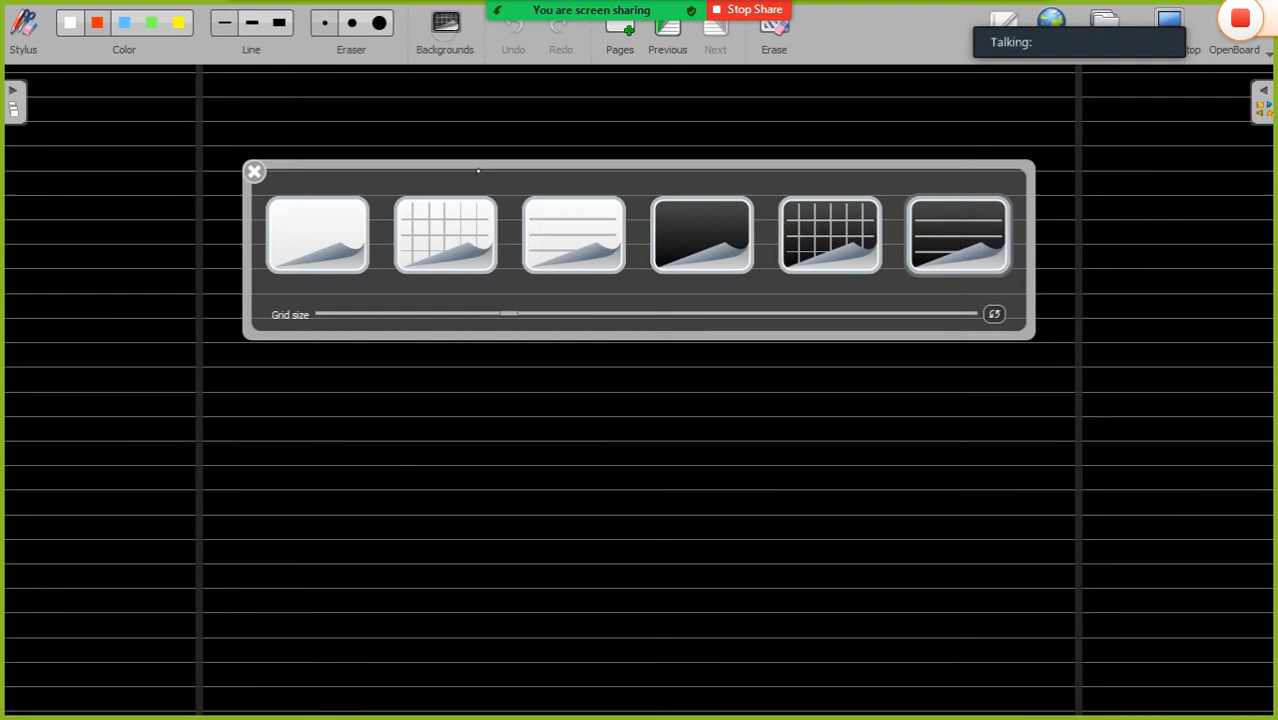 You are screen sharing Stop Share
Talking:
Stylus Color Line Eraser Backgrounds Undo Redo Pages Previous Next Erase top OpenBoard
Grid size